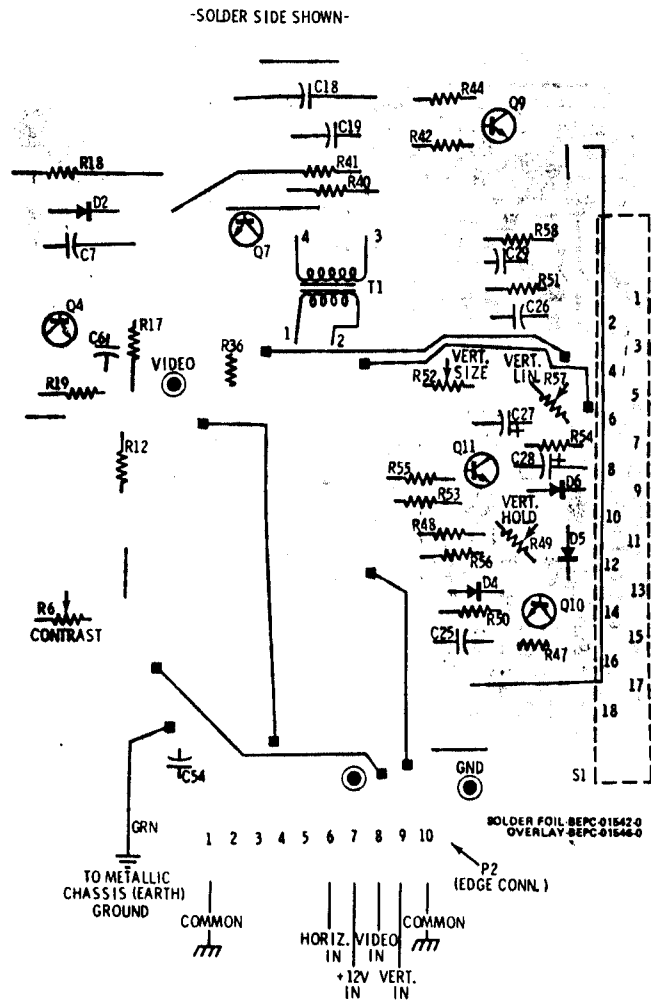 -SOLDER SIDE SHOWN-
C18
R44
Q9
C19
R42
R18
R41
R40
D2
Q7
C7
4
3
R58
C29
T1
R51
1
C26
2
Q4
C6
R17
1
2
3
R36
VIDEO
VERT.
SIZE
VERT.
LIN
4
R19
R52
R57
5
C27
6
R12
R54
7
Q11
C28
8
R55
D6
9
R53
VERT.
HOLD
10
R48
R49
D5
11
R56
12
D4
13
R6
CONTRAST
R50
Q10
14
C25
R47
15
16
17
18
C54
GND
S1
GRN
SOLDER FOIL-BEPC-01542-0
OVERLAY-BEPC-01546-0
1 2 3 4 5 6 7 8 9 10
TO METALLIC
CHASSIS (EARTH)
GROUND
P2
(EDGE CONN.)
COMMON
COMMON
HORIZ.
IN
VIDEO
IN
+12V
IN
VERT.
IN